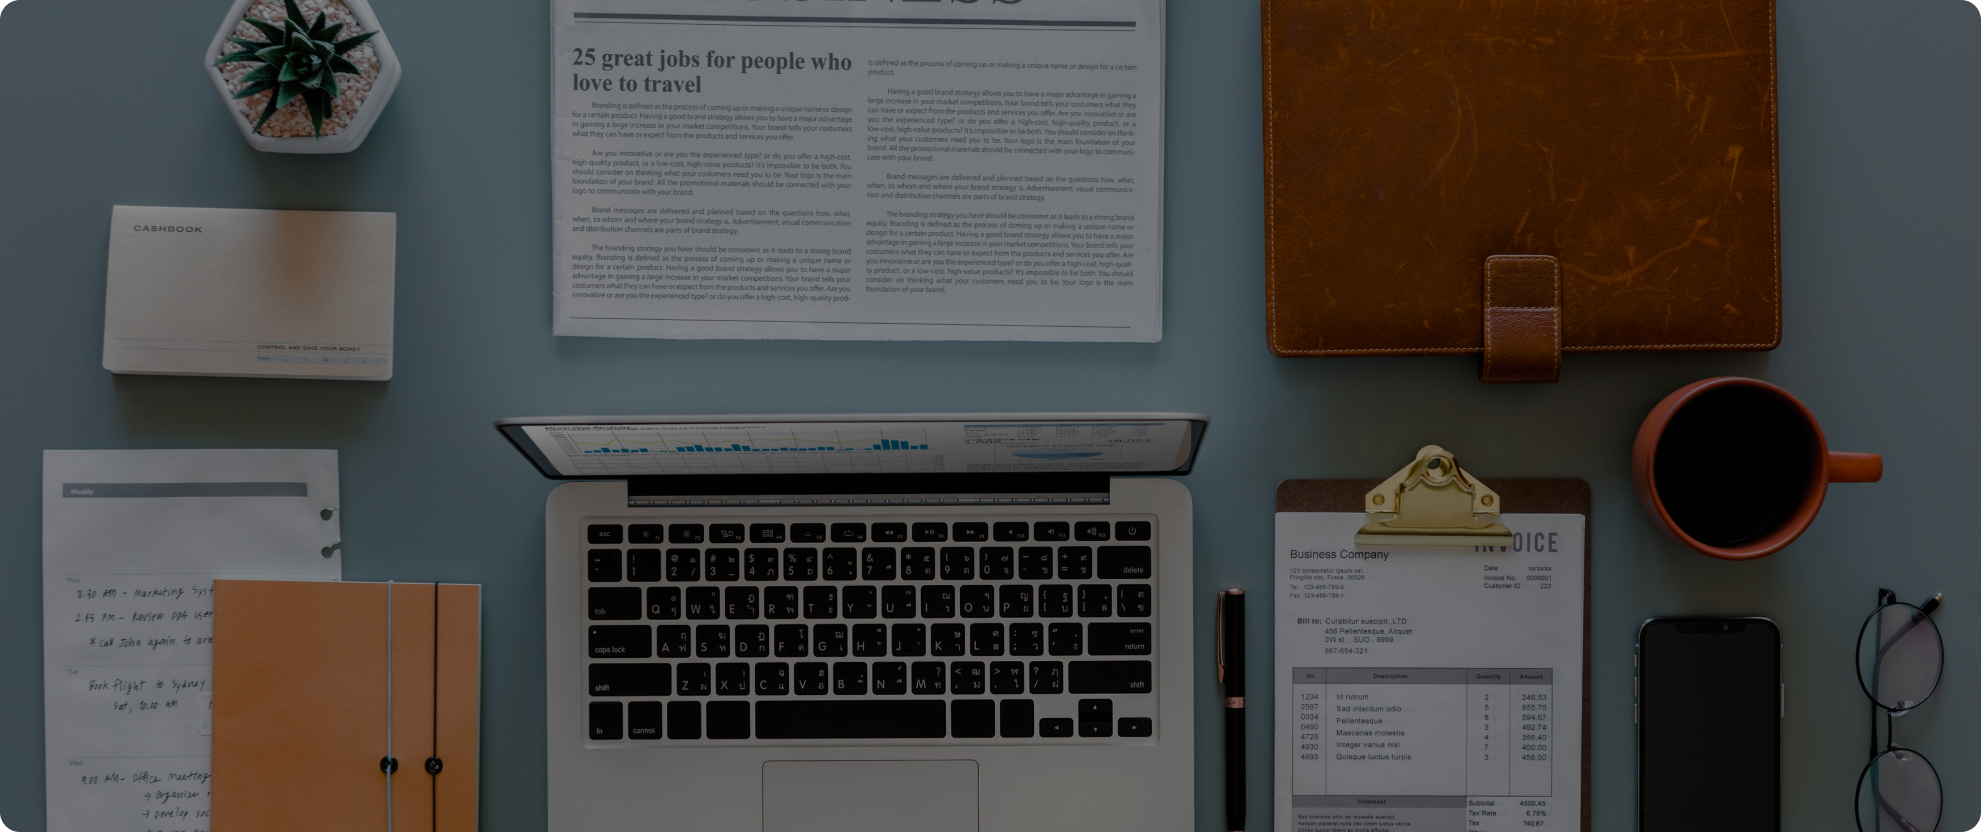 25 great jobs for people who
love to travel
Branding is defined as the process of coming up or making a unique name or design
for a certain product. Having a good brand strategy allows you to have a major advantage
in gaining a large increase in your market competitions. Your brand tells your costumers
what they can have or expect from the products and services you offer.
Are you innovative or are you the experienced type? or do you offer a high-cost,
high-quality product, or a low-cost, high-value products? It's impossible to be both. You
should consider on thinking what your customers need you to be. Your logo is the main
foundation of your brand. All the promotional materials should be connected with your
logo to communicate with your brand.
Brand messages are delivered and planned based on the questions how, what,
when, to whom and where your brand strategy is. Advertisement, visual communication
and distribution channels are parts of brand strategy.
The branding strategy you have should be consistent as it leads to a strong brand
equity. Branding is defined as the process of coming up or making a unique name or
design for a certain product. Having a good brand strategy allows you to have a major
advantage in gaining a large increase in your market competitions. Your brand tells your
costumers what they can have or expect from the products and services you offer. Are you
innovative or are you the experienced type? or do you offer a high-cost, high-quality prod-
is defined as the process of coming up or making a unique name or design for a certain
product.
Having a good brand strategy allows you to have a major advantage in gaining a
large increase in your market competitions. Your brand tells your costumers what they
can have or expect from the products and services you offer. Are you innovative or are
you the experienced type? or do you offer a high-cost, high-quality product, or a
low-cost, high-value products? It's impossible to be both. You should consider on think-
ing what your customers need you to be. Your logo is the main foundation of your
brand. All the promotional materials should be connected with your logo to communi-
cate with your brand.
Brand messages are delivered and planned based on the questions how, what,
when, to whom and where your brand strategy is. Advertisement, visual communica-
tion and distribution channels are parts of brand strategy.
The branding strategy you have should be consistent as it leads to a strong brand
equity. Branding is defined as the process of coming up or making a unique name or
design for a certain product. Having a good brand strategy allows you to have a major
advantage in gaining a large increase in your market competitions. Your brand tells your
costumers what they can have or expect from the products and services you offer. Are
you innovative or are you the experienced type? or do you offer a high-cost, high-quali-
ty product, or a low-cost, high-value products? It's impossible to be both. You should
consider on thinking what your customers need you to be. Your logo is the main
foundation of your brand.
CASHBOOK
CONTROL AND SAVE YOUR MONEY
Weekly
Mon
8.30 AM - Marketing Syst
2.45 PM - Review DDA user
* Call John again to arr
Tue
Book flight to Sydney
Sat, 10.00 AM
Wed
9.00 AM - Office meeting
→ Organize
→ develop soc
esc
delete
tab
Q W E R T Y U I O P
caps lock A S D F G H J K L enter
return
shift Z X C V B N M shift
fn control
INVOICE
Business Company
123 consectetur ipsum vel,
Fringilla nisi, Fusce 00029
Tel: 123-456-789-0
Fax: 123-456-789-1
Date xx/xx/xx
Invoice No 0000001
Customer ID 223
Bill to: Curabitur suscipit.,LTD
456 Pellentesque, Aliquet
2W st., SUO, 9999
987-654-321
No. Description Quantity Amount
1234 Id rutrum 2 246.53
2567 Sed interdum odio 5 855.75
0034 Pellentesque 8 594.67
0460 Maecenas molestie 3 492.74
4729 Integer varius nisi 4 356.40
4930 Quisque luctus turpis 7 400.00
4893 3 456.00
Comment
Subtotal 4500.45
Tax Rate 6.76%
Tax 740.67